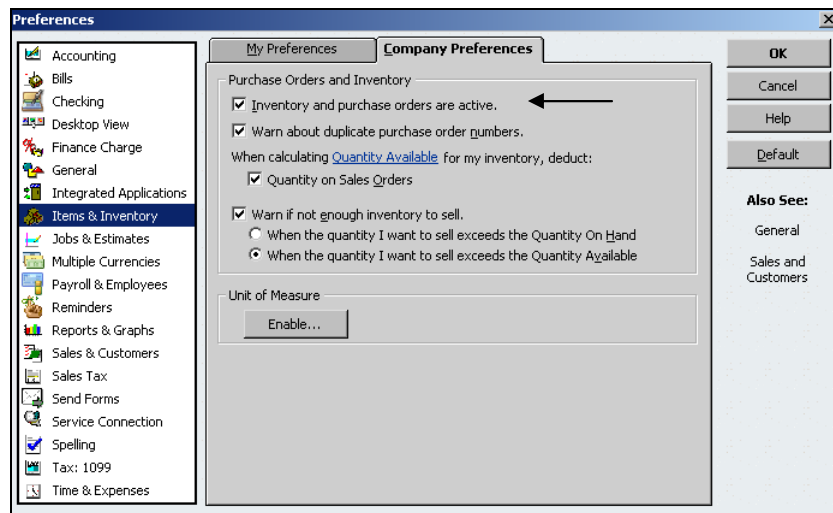 Preferences
Accounting
Bills
Checking
Desktop View
Finance Charge
General
Integrated Applications
Items & Inventory
Jobs & Estimates
Multiple Currencies
Payroll & Employees
Reminders
Reports & Graphs
Sales & Customers
Sales Tax
Send Forms
Service Connection
Spelling
Tax: 1099
Time & Expenses
My Preferences
Company Preferences
Purchase Orders and Inventory
Inventory and purchase orders are active.
Warn about duplicate purchase order numbers.
When calculating Quantity Available for my inventory, deduct:
Quantity on Sales Orders
Warn if not enough inventory to sell.
When the quantity I want to sell exceeds the Quantity On Hand
When the quantity I want to sell exceeds the Quantity Available
Unit of Measure
Enable...
OK
Cancel
Help
Default
Also See:
General
Sales and
Customers